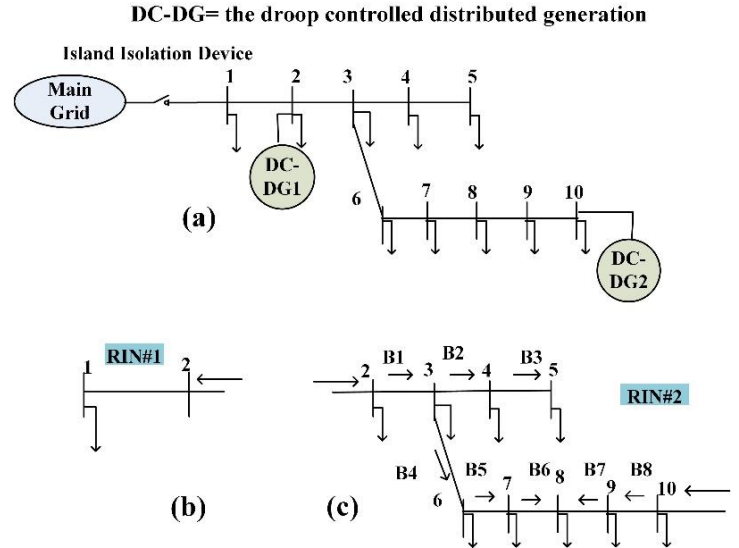 DC-DG= the droop controlled distributed generation
Island Isolation Device
Main
Grid
1 2 3 4 5
DC-
DG1
6 7 8 9 10
(a)
DC-
DG2
RIN#1
1 2
(b)
B1 B2 B3
2 3 4 5
RIN#2
B4 B5 B6 B7 B8
6 7 8 9 10
(c)